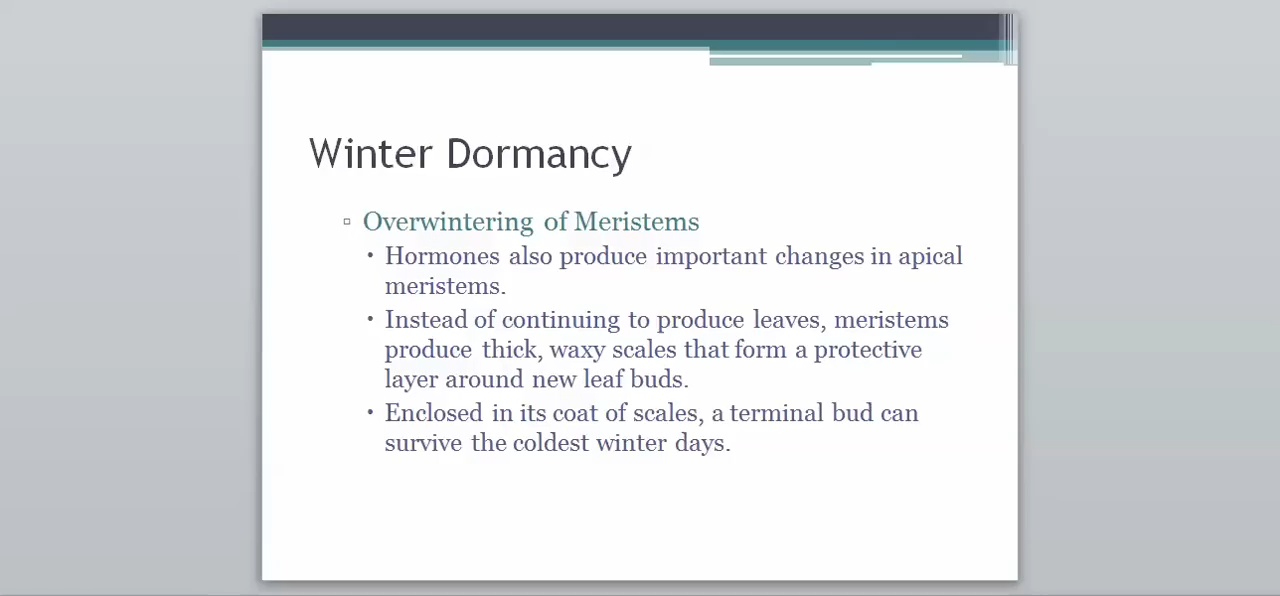 Winter Dormancy
▫ Overwintering of Meristems
• Hormones also produce important changes in apical
meristems.
• Instead of continuing to produce leaves, meristems
produce thick, waxy scales that form a protective
layer around new leaf buds.
• Enclosed in its coat of scales, a terminal bud can
survive the coldest winter days.